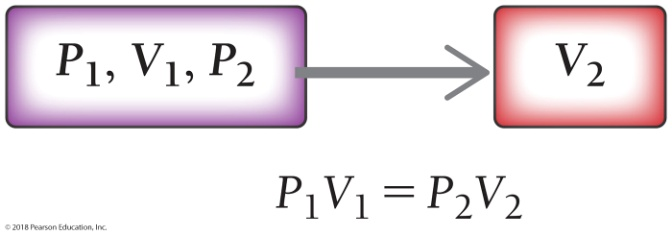 P₁, V₁, P₂
V₂
P₁V₁ = P₂V₂
© 2018 Pearson Education, Inc.